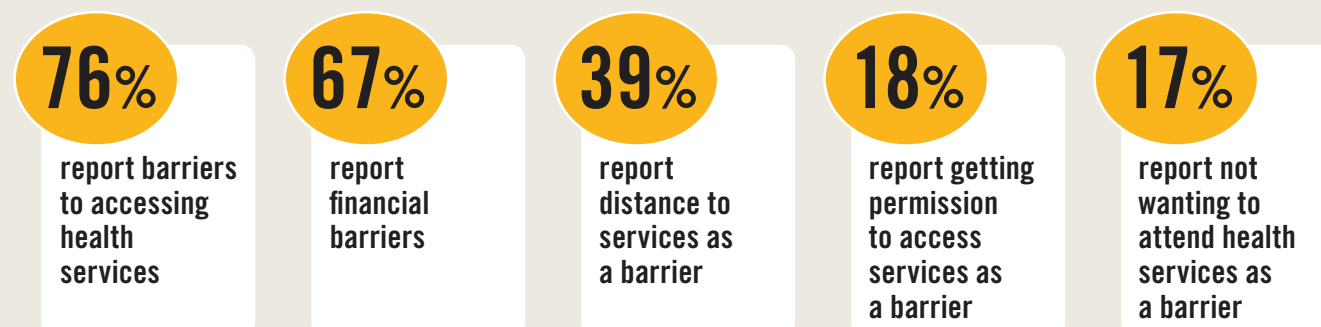 76%
report barriers
to accessing
health
services
67%
report
financial
barriers
39%
report
distance to
services as
a barrier
18%
report getting
permission
to access
services as
a barrier
17%
report not
wanting to
attend health
services as
a barrier